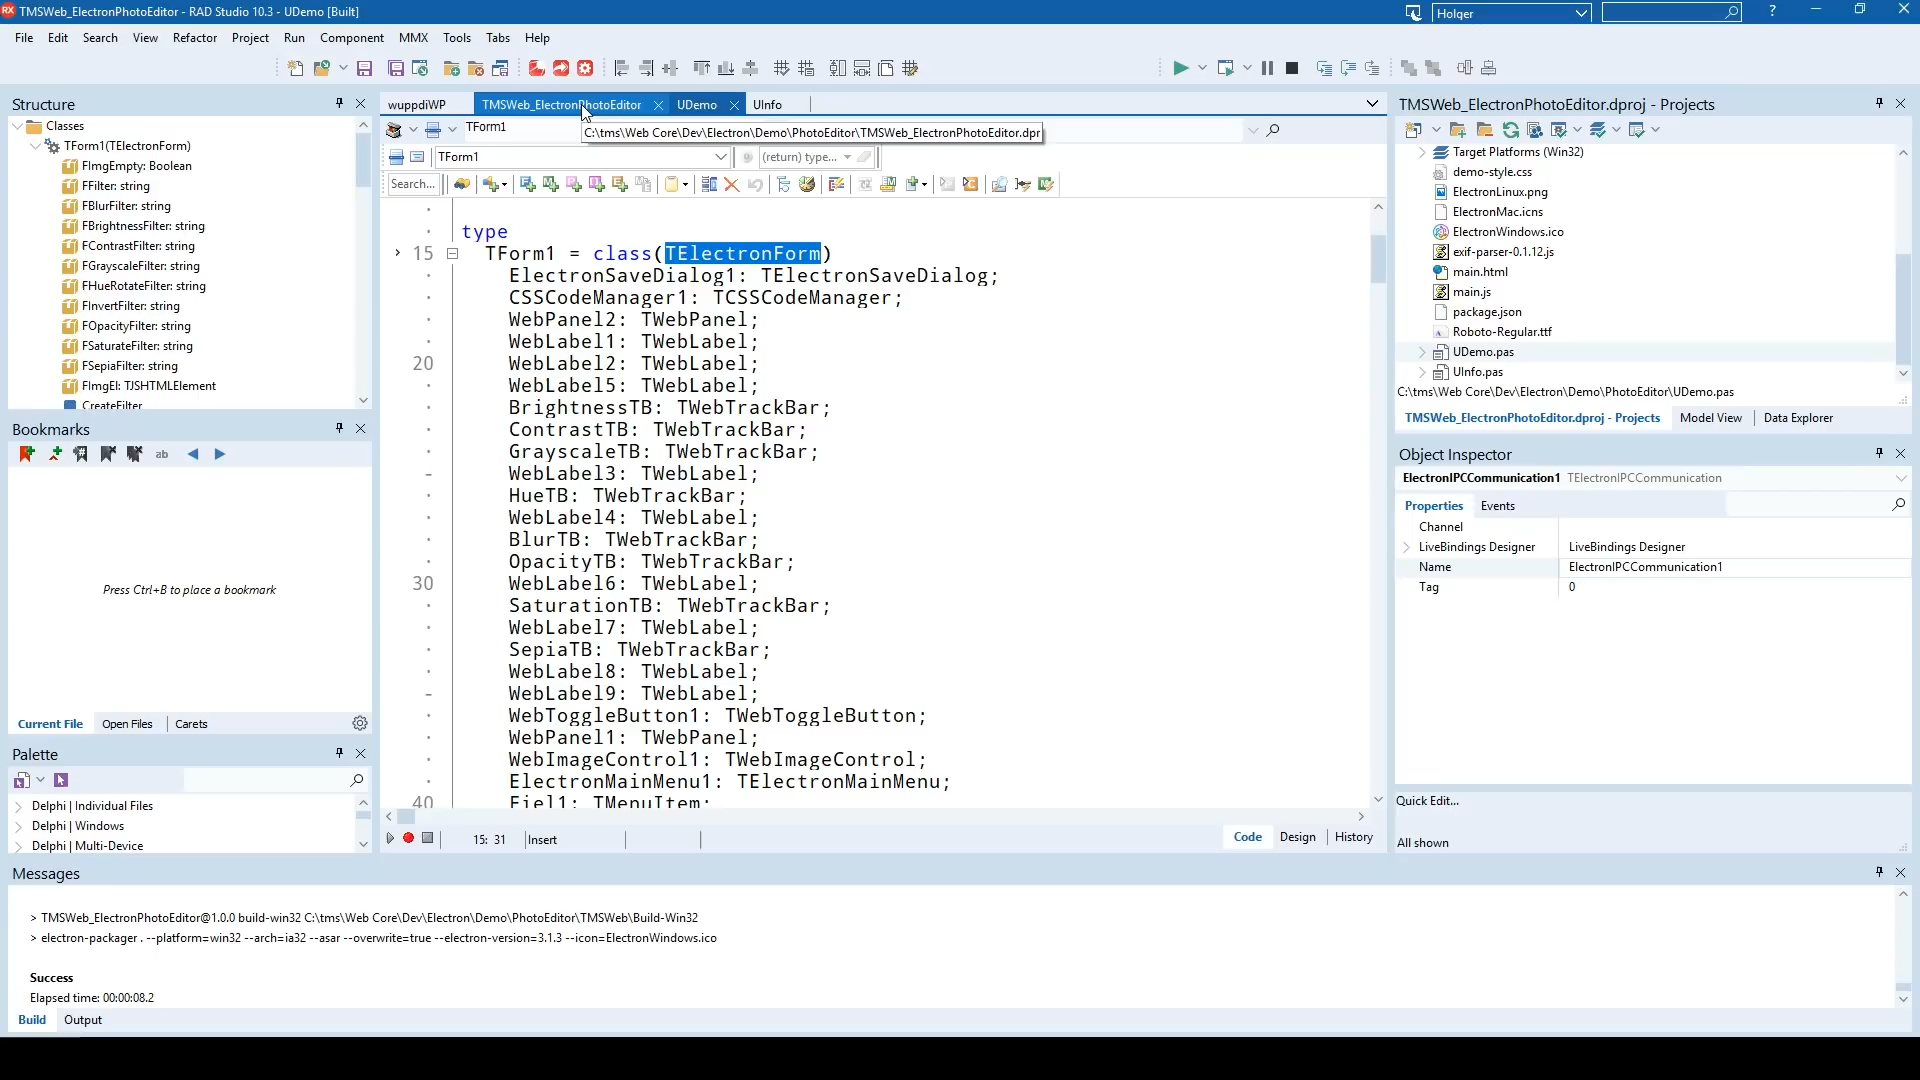 TMSWeb_ElectronPhotoEditor - RAD Studio 10.3 - UDemo [Built]
Holger
File Edit Search View Refactor Project Run Component MMX Tools Tabs Help
Structure
Classes
TForm1(TElectronForm)
FImgEmpty: Boolean
FFilter: string
FBlurFilter: string
FBrightnessFilter: string
FContrastFilter: string
FGrayscaleFilter: string
FHueRotateFilter: string
FInvertFilter: string
FOpacityFilter: string
FSaturateFilter: string
FSepiaFilter: string
FImgEl: TJSHTMLElement
CreateFilter
Bookmarks
Press Ctrl+B to place a bookmark
Current File Open Files Carets
Palette
Delphi | Individual Files
Delphi | Windows
Delphi | Multi-Device
wuppdiWP TMSWeb_ElectronPhotoEditor UDemo UInfo
TForm1
C:\tms\Web Core\Dev\Electron\Demo\PhotoEditor\TMSWeb_ElectronPhotoEditor.dpr
TForm1 (return) type...
Search...
type
15 TForm1 = class(TElectronForm)
ElectronSaveDialog1: TElectronSaveDialog;
CSSCodeManager1: TCSSCodeManager;
WebPanel2: TWebPanel;
WebLabel1: TWebLabel;
20 WebLabel2: TWebLabel;
WebLabel5: TWebLabel;
BrightnessTB: TWebTrackBar;
ContrastTB: TWebTrackBar;
GrayscaleTB: TWebTrackBar;
WebLabel3: TWebLabel;
HueTB: TWebTrackBar;
WebLabel4: TWebLabel;
BlurTB: TWebTrackBar;
OpacityTB: TWebTrackBar;
30 WebLabel6: TWebLabel;
SaturationTB: TWebTrackBar;
WebLabel7: TWebLabel;
SepiaTB: TWebTrackBar;
WebLabel8: TWebLabel;
WebLabel9: TWebLabel;
WebToggleButton1: TWebToggleButton;
WebPanel1: TWebPanel;
WebImageControl1: TWebImageControl;
ElectronMainMenu1: TElectronMainMenu;
40 Fiel1: TMenuItem;
15: 31 Insert
Code Design History
TMSWeb_ElectronPhotoEditor.dproj - Projects
Target Platforms (Win32)
demo-style.css
ElectronLinux.png
ElectronMac.icns
ElectronWindows.ico
exif-parser-0.1.12.js
main.html
main.js
package.json
Roboto-Regular.ttf
UDemo.pas
UInfo.pas
C:\tms\Web Core\Dev\Electron\Demo\PhotoEditor\UDemo.pas
TMSWeb_ElectronPhotoEditor.dproj - Projects Model View Data Explorer
Object Inspector
ElectronIPCCommunication1 TElectronIPCCommunication
Properties Events
Channel
LiveBindings Designer LiveBindings Designer
Name ElectronIPCCommunication1
Tag 0
Quick Edit...
All shown
Messages
> TMSWeb_ElectronPhotoEditor@1.0.0 build-win32 C:\tms\Web Core\Dev\Electron\Demo\PhotoEditor\TMSWeb\Build-Win32
> electron-packager . --platform=win32 --arch=ia32 --asar --overwrite=true --electron-version=3.1.3 --icon=ElectronWindows.ico
Success
Elapsed time: 00:00:08.2
Build Output